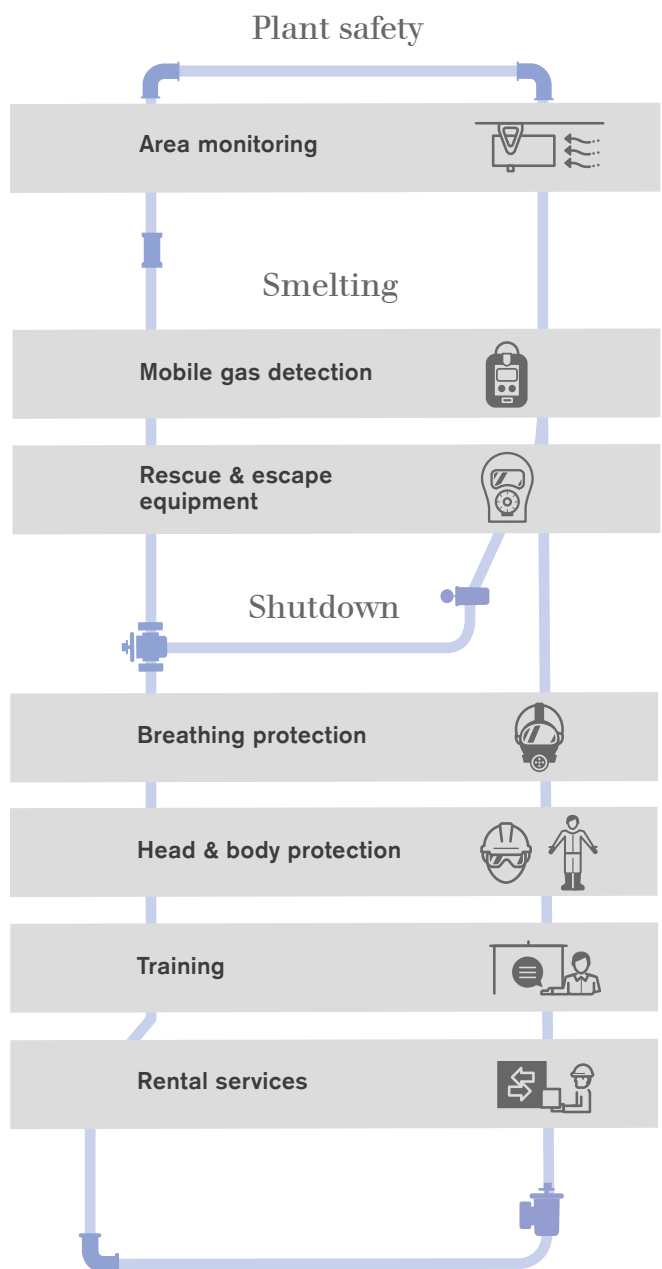 Plant safety
Area monitoring
Smelting
Mobile gas detection
Rescue & escape
equipment
Shutdown
Breathing protection
Head & body protection
Training
Rental services